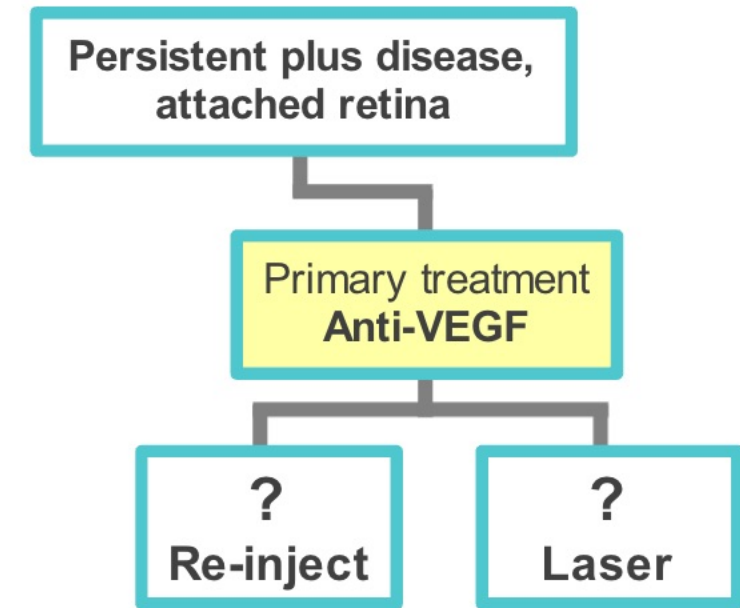 Persistent plus disease,
attached retina
Primary treatment
Anti-VEGF
?
Re-inject
?
Laser